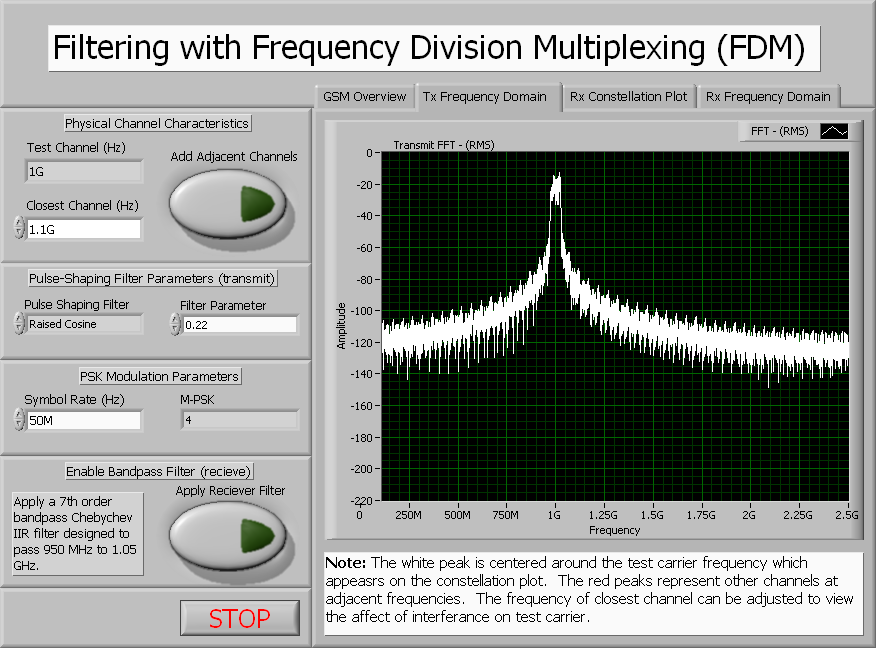 Filtering with Frequency Division Multiplexing (FDM)
GSM Overview
Tx Frequency Domain
Rx Constellation Plot
Rx Frequency Domain
Physical Channel Characteristics
Test Channel (Hz)
1G
Add Adjacent Channels
Closest Channel (Hz)
1.1G
Pulse-Shaping Filter Parameters (transmit)
Pulse Shaping Filter
Raised Cosine
Filter Parameter
0.22
PSK Modulation Parameters
Symbol Rate (Hz)
50M
M-PSK
4
Enable Bandpass Filter (recieve)
Apply a 7th order
bandpass Chebychev
IIR filter designed to
pass 950 MHz to 1.05
GHz.
Apply Reciever Filter
STOP
FFT - (RMS)
Transmit FFT - (RMS)
Amplitude
0
-20
-40
-60
-80
-100
-120
-140
-160
-180
-200
-220
0 250M 500M 750M 1G 1.25G 1.5G 1.75G 2G 2.25G 2.5G
Frequency
Note: The white peak is centered around the test carrier frequency which
appeasrs on the constellation plot. The red peaks represent other channels at
adjacent frequencies. The frequency of closest channel can be adjusted to view
the affect of interferance on test carrier.